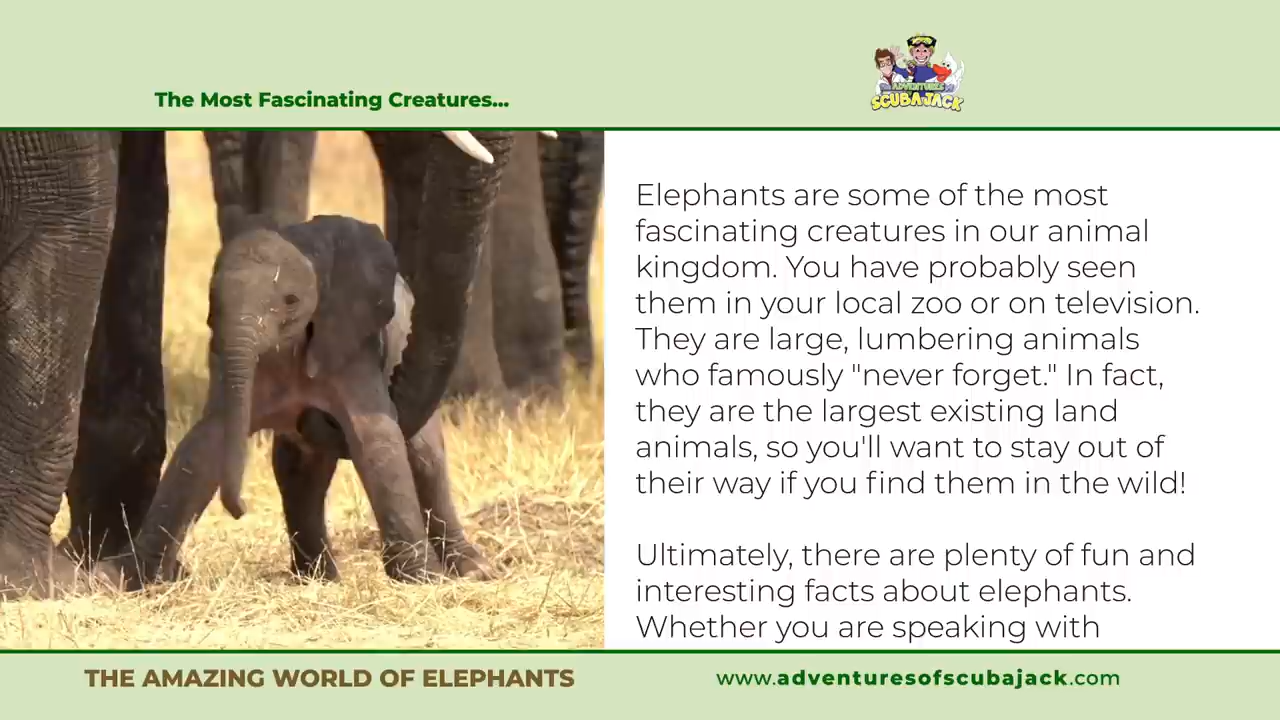 The Most Fascinating Creatures...
THE ADVENTURES OF
SCUBA JACK
Elephants are some of the most
fascinating creatures in our animal
kingdom. You have probably seen
them in your local zoo or on television.
They are large, lumbering animals
who famously "never forget." In fact,
they are the largest existing land
animals, so you'll want to stay out of
their way if you find them in the wild!
Ultimately, there are plenty of fun and
interesting facts about elephants.
Whether you are speaking with
THE AMAZING WORLD OF ELEPHANTS
www.adventuresofscubajack.com